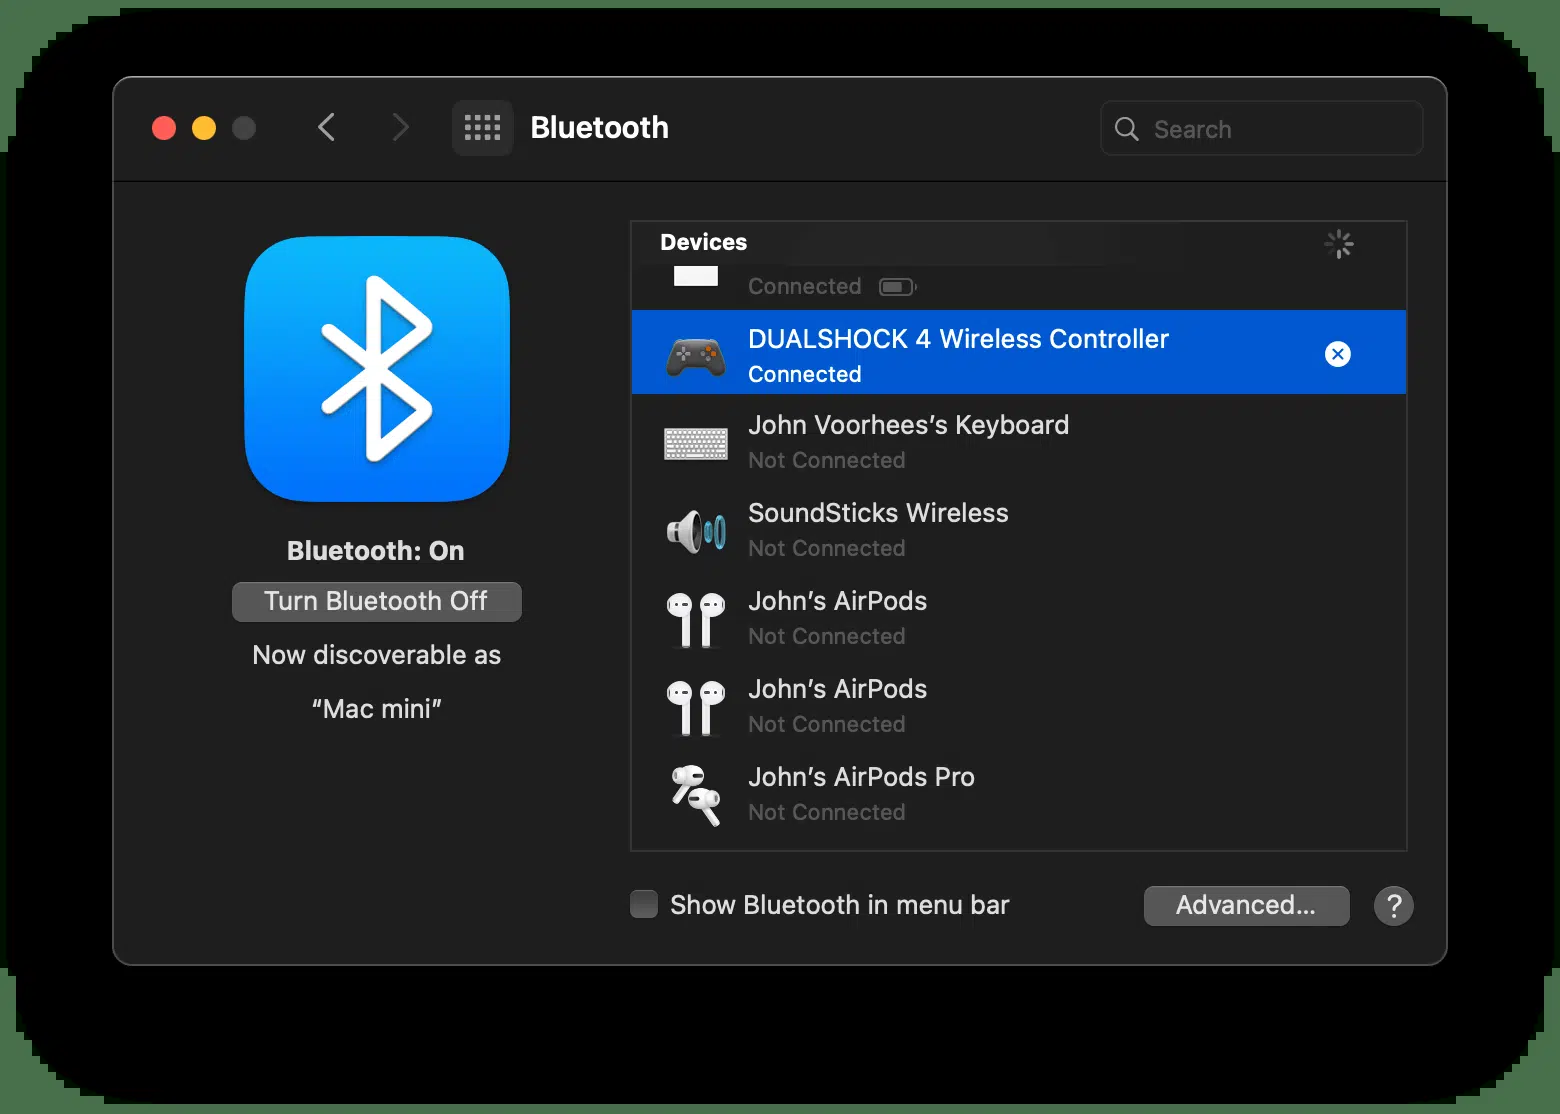 Bluetooth
Search
Devices
Connected
DUALSHOCK 4 Wireless Controller
Connected
John Voorhees’s Keyboard
Not Connected
SoundSticks Wireless
Not Connected
John’s AirPods
Not Connected
John’s AirPods
Not Connected
John’s AirPods Pro
Not Connected
Bluetooth: On
Turn Bluetooth Off
Now discoverable as
“Mac mini”
Show Bluetooth in menu bar
Advanced...
?